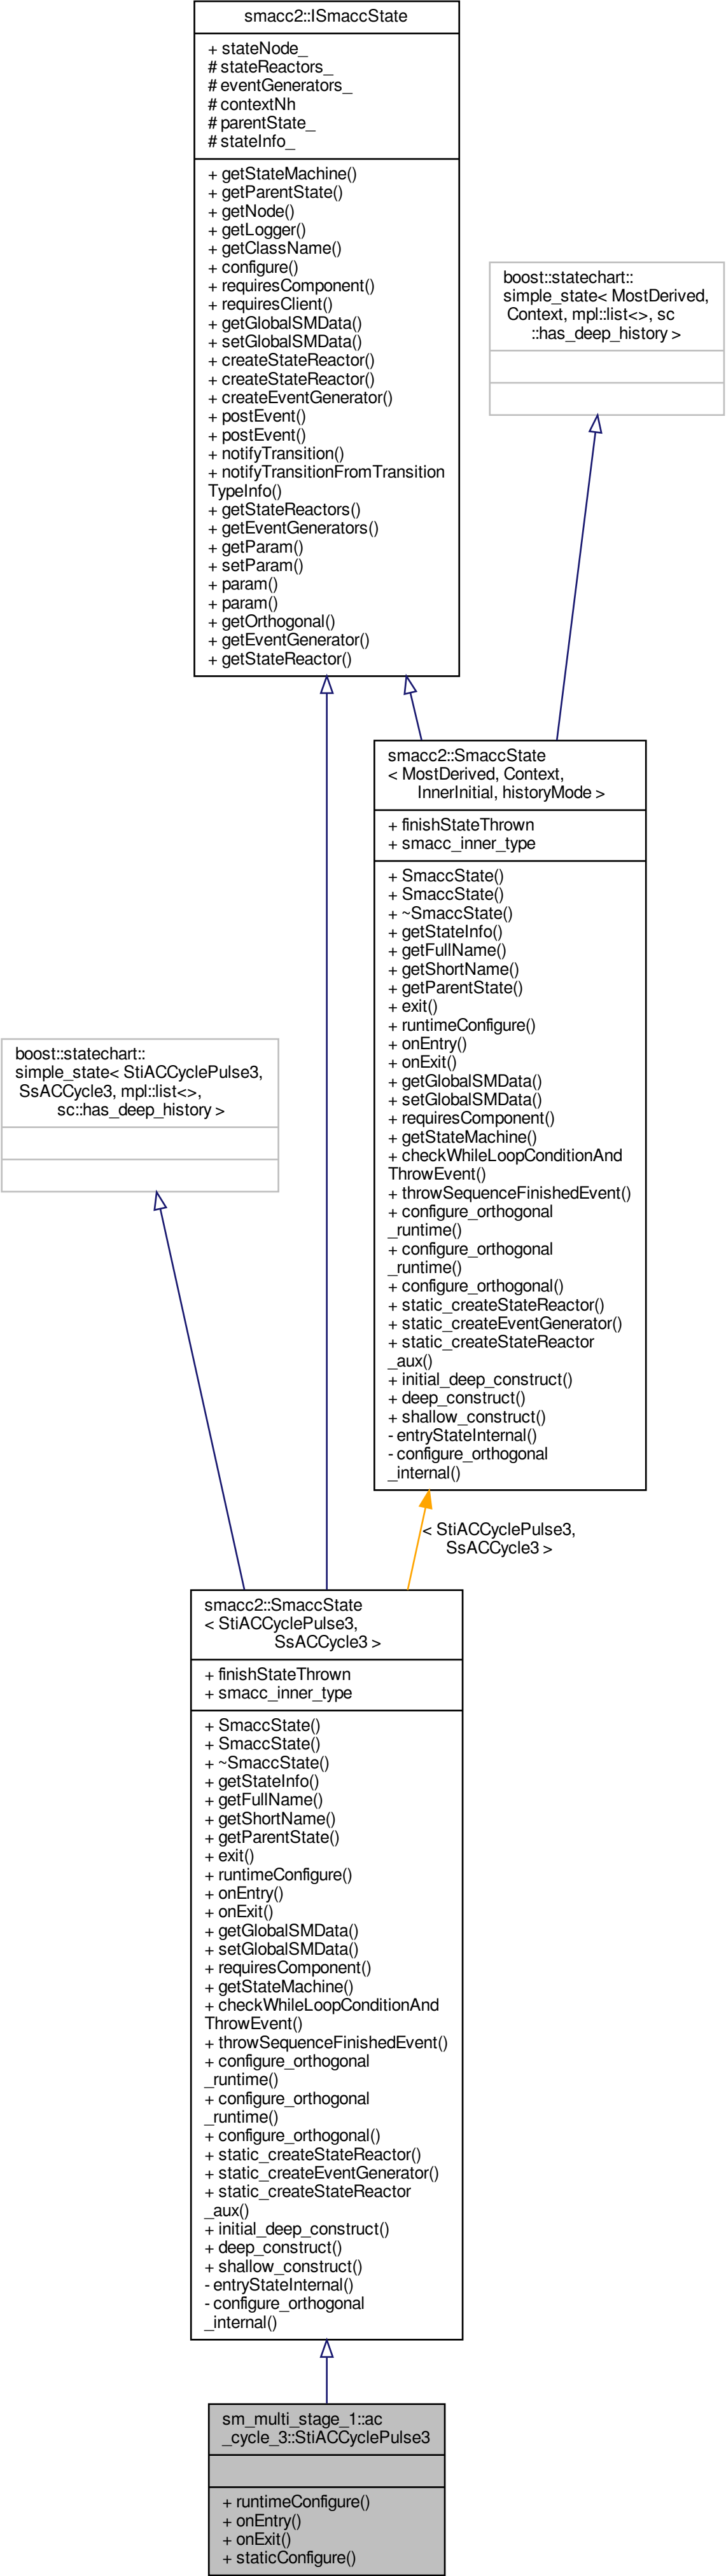 smacc2::ISmaccState
+ stateNode_
# stateReactors_
# eventGenerators_
# contextNh
# parentState_
# stateInfo_
+ getStateMachine()
+ getParentState()
+ getNode()
+ getLogger()
+ getClassName()
+ configure()
+ requiresComponent()
+ requiresClient()
+ getGlobalSMData()
+ setGlobalSMData()
+ createStateReactor()
+ createStateReactor()
+ createEventGenerator()
+ postEvent()
+ postEvent()
+ notifyTransition()
+ notifyTransitionFromTransition
TypeInfo()
+ getStateReactors()
+ getEventGenerators()
+ getParam()
+ setParam()
+ param()
+ param()
+ getOrthogonal()
+ getEventGenerator()
+ getStateReactor()
boost::statechart::
simple_state< MostDerived,
Context, mpl::list<>, sc
::has_deep_history >
smacc2::SmaccState
< MostDerived, Context,
InnerInitial, historyMode >
+ finishStateThrown
+ smacc_inner_type
+ SmaccState()
+ SmaccState()
+ ~SmaccState()
+ getStateInfo()
+ getFullName()
+ getShortName()
+ getParentState()
+ exit()
+ runtimeConfigure()
+ onEntry()
+ onExit()
+ getGlobalSMData()
+ setGlobalSMData()
+ requiresComponent()
+ getStateMachine()
+ checkWhileLoopConditionAnd
ThrowEvent()
+ throwSequenceFinishedEvent()
+ configure_orthogonal
_runtime()
+ configure_orthogonal
_runtime()
+ configure_orthogonal()
+ static_createStateReactor()
+ static_createEventGenerator()
+ static_createStateReactor
_aux()
+ initial_deep_construct()
+ deep_construct()
+ shallow_construct()
- entryStateInternal()
- configure_orthogonal
_internal()
boost::statechart::
simple_state< StiACCyclePulse3,
SsACCycle3, mpl::list<>,
sc::has_deep_history >
< StiACCyclePulse3,
SsACCycle3 >
smacc2::SmaccState
< StiACCyclePulse3,
SsACCycle3 >
+ finishStateThrown
+ smacc_inner_type
+ SmaccState()
+ SmaccState()
+ ~SmaccState()
+ getStateInfo()
+ getFullName()
+ getShortName()
+ getParentState()
+ exit()
+ runtimeConfigure()
+ onEntry()
+ onExit()
+ getGlobalSMData()
+ setGlobalSMData()
+ requiresComponent()
+ getStateMachine()
+ checkWhileLoopConditionAnd
ThrowEvent()
+ throwSequenceFinishedEvent()
+ configure_orthogonal
_runtime()
+ configure_orthogonal
_runtime()
+ configure_orthogonal()
+ static_createStateReactor()
+ static_createEventGenerator()
+ static_createStateReactor
_aux()
+ initial_deep_construct()
+ deep_construct()
+ shallow_construct()
- entryStateInternal()
- configure_orthogonal
_internal()
sm_multi_stage_1::ac
_cycle_3::StiACCyclePulse3
+ runtimeConfigure()
+ onEntry()
+ onExit()
+ staticConfigure()